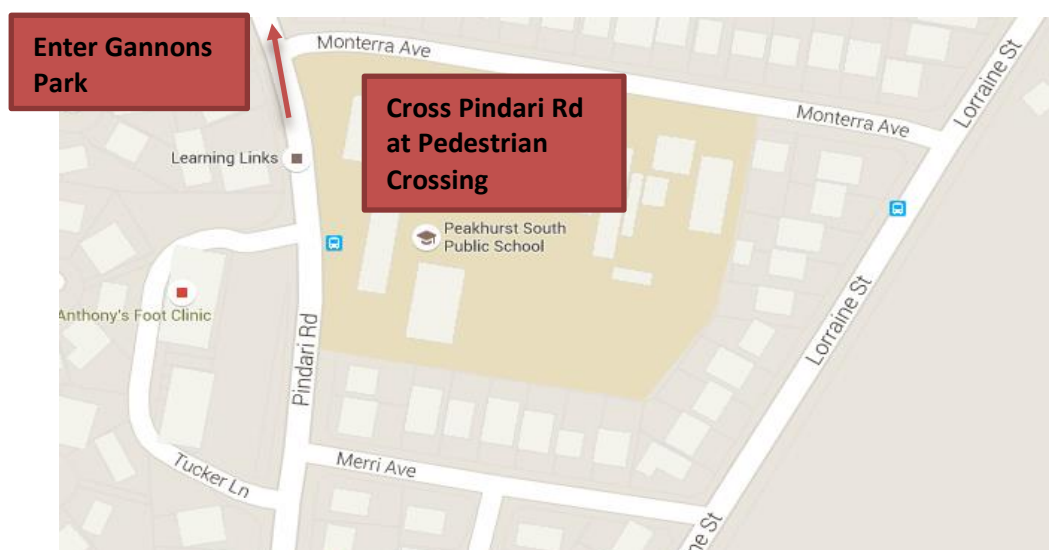 Enter Gannons
Park
Monterra Ave
Cross Pindari Rd
at Pedestrian
Crossing
Monterra Ave
Lorraine St
Learning Links
Peakhurst South
Public School
Anthony's Foot Clinic
Pindari Rd
Lorraine St
Merri Ave
Tucker Ln
ne St